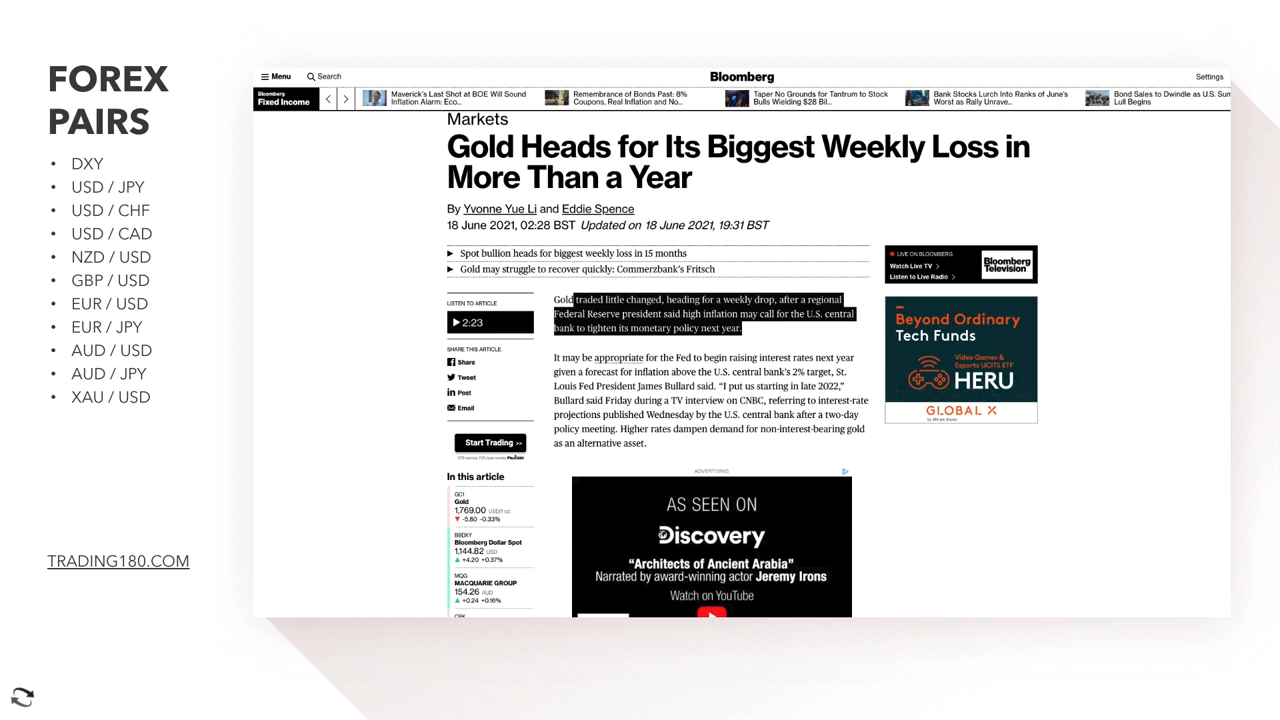 FOREX
PAIRS
• DXY
• USD / JPY
• USD / CHF
• USD / CAD
• NZD / USD
• GBP / USD
• EUR / USD
• EUR / JPY
• AUD / USD
• AUD / JPY
• XAU / USD
TRADING180.COM
Menu
Search
Bloomberg
Settings
Bloomberg
Fixed Income
Maverick's Last Shot at BOE Will Sound
Inflation Alarm: Eco...
Remembrance of Bonds Past: 8%
Coupons, Real Inflation and No...
Taper No Grounds for Tantrum to Stock
Bulls Wielding $28 Bil...
Bank Stocks Lurch Into Ranks of June's
Worst as Rally Unrave...
Bond Sales to Dwindle as U.S. Sum
Lull Begins
Markets
Gold Heads for Its Biggest Weekly Loss in
More Than a Year
By Yvonne Yue Li and Eddie Spence
18 June 2021, 02:28 BST Updated on 18 June 2021, 19:31 BST
Spot bullion heads for biggest weekly loss in 15 months
Gold may struggle to recover quickly: Commerzbank's Fritsch
LISTEN TO ARTICLE
2:23
SHARE THIS ARTICLE
Share
Tweet
Post
Email
Start Trading >>
In this article
GC1
Gold
1,769.00 USD/t oz.
▼ -5.80 -0.33%
BBDXY
Bloomberg Dollar Spot
1,144.82 USD
▲ +4.20 +0.37%
MQG
MACQUARIE GROUP
154.26 AUD
▲ +0.24 +0.16%
Gold traded little changed, heading for a weekly drop, after a regional
Federal Reserve president said high inflation may call for the U.S. central
bank to tighten its monetary policy next year.
It may be appropriate for the Fed to begin raising interest rates next year
given a forecast for inflation above the U.S. central bank's 2% target, St.
Louis Fed President James Bullard said. "I put us starting in late 2022,"
Bullard said Friday during a TV interview on CNBC, referring to interest-rate
projections published Wednesday by the U.S. central bank after a two-day
policy meeting. Higher rates dampen demand for non-interest-bearing gold
as an alternative asset.
ADVERTISING
AS SEEN ON
Discovery
"Architects of Ancient Arabia"
Narrated by award-winning actor Jeremy Irons
Watch on YouTube
LIVE ON BLOOMBERG
Watch Live TV >
Listen to Live Radio >
Bloomberg
Television
Beyond Ordinary
Tech Funds
Video Games &
Esports UCITS ETF
HERU
GLOBAL X
by Mirae Asset